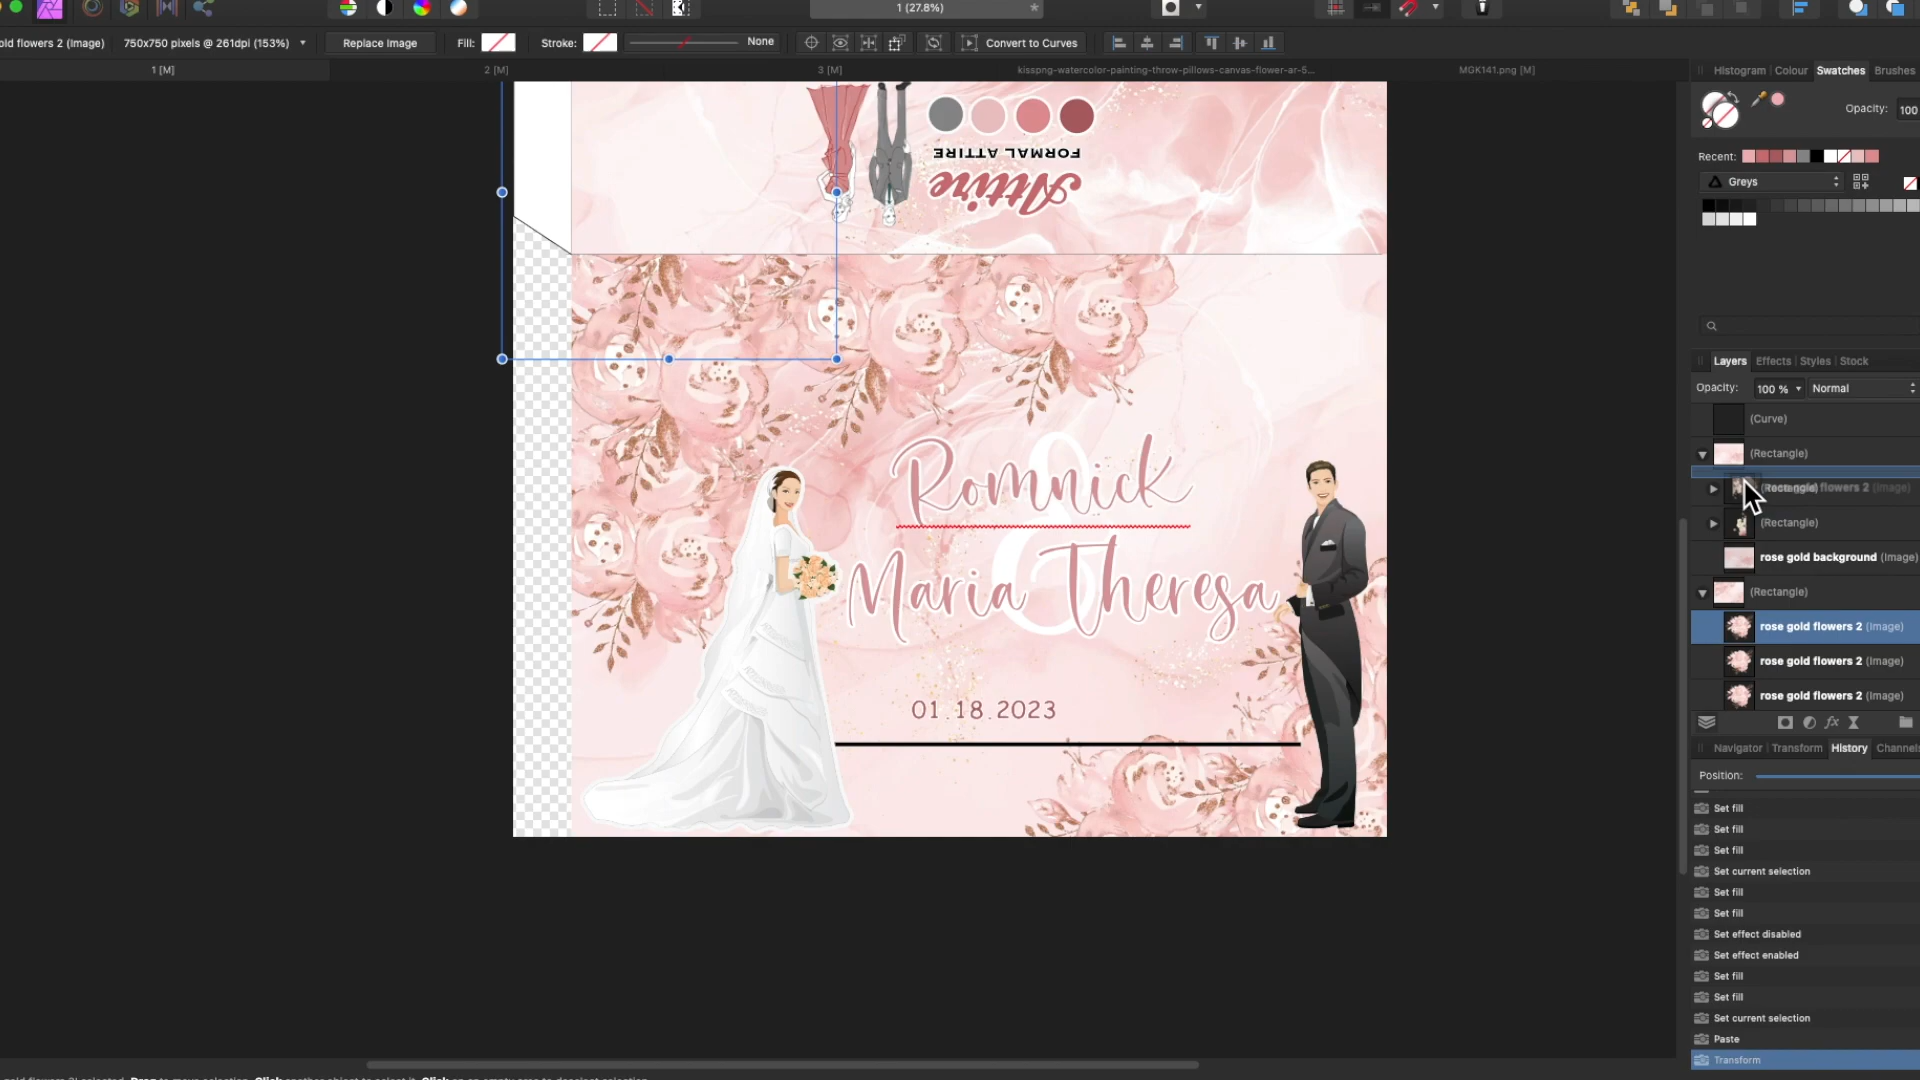 1 (27.8%)
old flowers 2 (Image) 750x750 pixels @ 261dpi (153%) Replace Image Fill: Stroke: None Convert to Curves
1 [M] 2 [M] 3 [M] kisspng-watercolor-painting-throw-pillows-canvas-flower-ar-5... MGK141.png [M]
Histogram Colour Swatches Brushes
Opacity: 100
Recent:
Greys
Attire
FORMAL ATTIRE
Romnick
&
Maria Theresa
01.18.2023
Layers Effects Styles Stock
Opacity: 100 % Normal
(Curve)
(Rectangle)
(Rectangle) flowers 2 (Image)
(Rectangle)
rose gold background (Image)
(Rectangle)
rose gold flowers 2 (Image)
rose gold flowers 2 (Image)
rose gold flowers 2 (Image)
Navigator Transform History Channels
Position:
Set fill
Set fill
Set fill
Set current selection
Set fill
Set fill
Set effect disabled
Set effect enabled
Set fill
Set fill
Set current selection
Paste
Transform